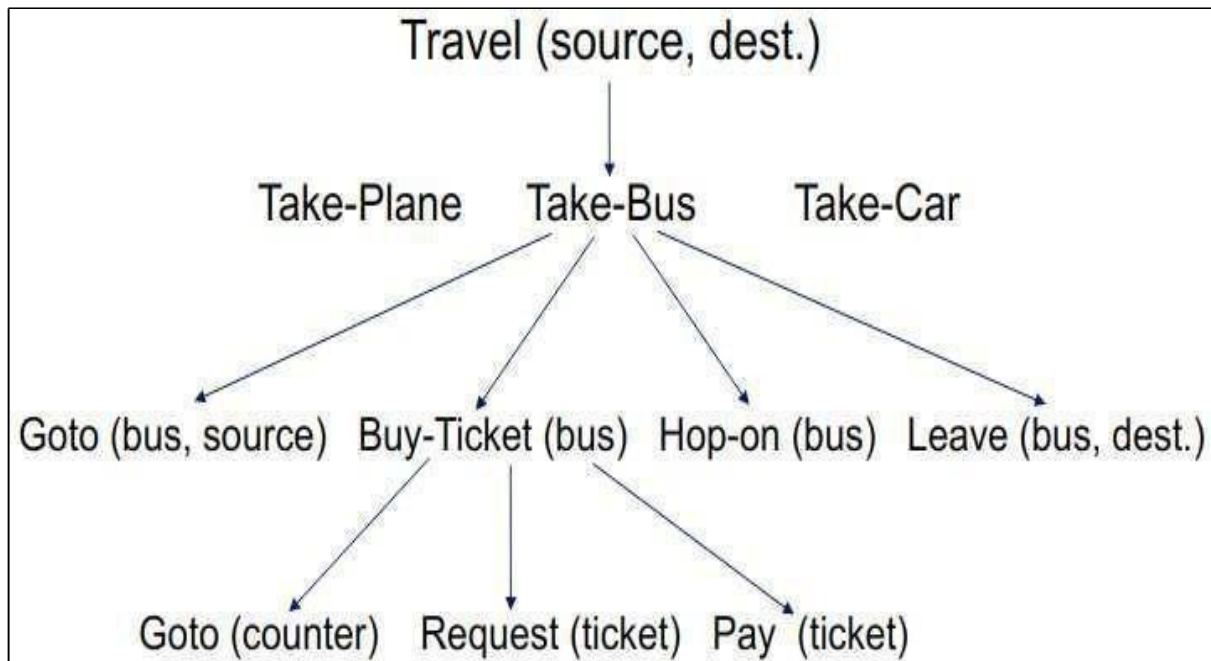 Travel (source, dest.)
Take-Plane Take-Bus Take-Car
Goto (bus, source) Buy-Ticket (bus) Hop-on (bus) Leave (bus, dest.)
Goto (counter) Request (ticket) Pay (ticket)